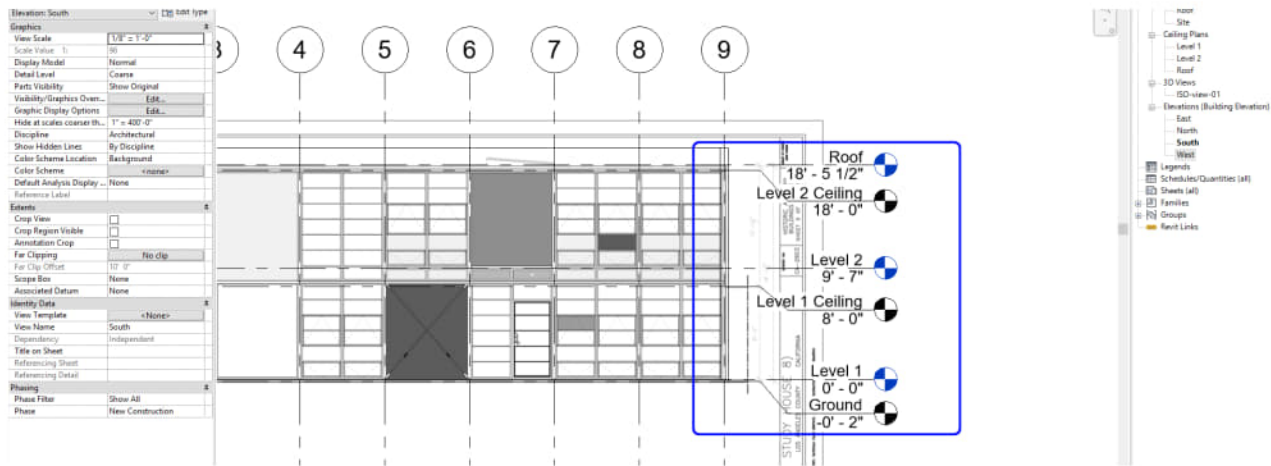 Elevation: South
Edit Type
Graphics
View Scale 1/8" = 1'-0"
Scale Value 1: 96
Display Model Normal
Detail Level Coarse
Parts Visibility Show Original
Visibility/Graphics Overr... Edit...
Graphic Display Options Edit...
Hide at scales coarser th... 1" = 400'-0"
Discipline Architectural
Show Hidden Lines By Discipline
Color Scheme Location Background
Color Scheme <none>
Default Analysis Display ... None
Reference Label
Extents
Crop View
Crop Region Visible
Annotation Crop
Far Clipping No clip
Far Clip Offset 10' 0"
Scope Box None
Associated Datum None
Identity Data
View Template <None>
View Name South
Dependency Independent
Title on Sheet
Referencing Sheet
Referencing Detail
Phasing
Phase Filter Show All
Phase New Construction
3 4 5 6 7 8 9
Roof
18' - 5 1/2"
Level 2 Ceiling
18' - 0"
Level 2
9' - 7"
Level 1 Ceiling
8' - 0"
Level 1
0' - 0"
Ground
-0' - 2"
STUDY HOUSE 8)
LOS ANGELES COUNTY CALIFORNIA
Roof
Site
Ceiling Plans
Level 1
Level 2
Roof
3D Views
ISO-view-01
Elevations (Building Elevation)
East
North
South
West
Legends
Schedules/Quantities (all)
Sheets (all)
Families
Groups
Revit Links